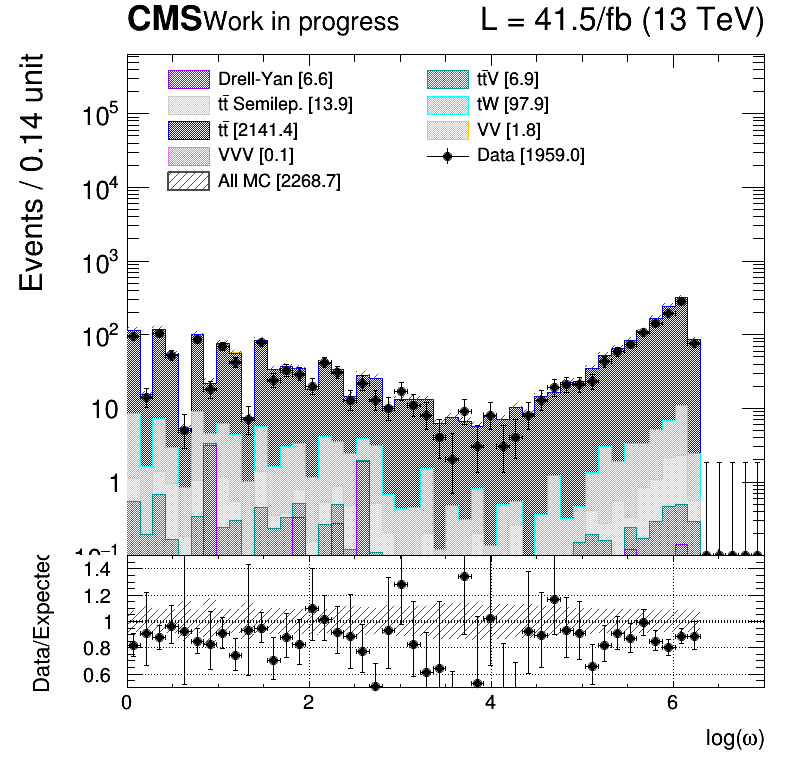 CMS Work in progress L = 41.5/fb (13 TeV)
Drell-Yan [6.6] tt̄V [6.9]
tt̄ Semilep. [13.9] tW [97.9]
tt̄ [2141.4] VV [1.8]
VVV [0.1] Data [1959.0]
All MC [2268.7]
Events / 0.14 unit
10⁵
10⁴
10³
10²
10
1
10⁻¹
Data/Expected
1.4
1.2
1
0.8
0.6
0 2 4 6
log(ω)